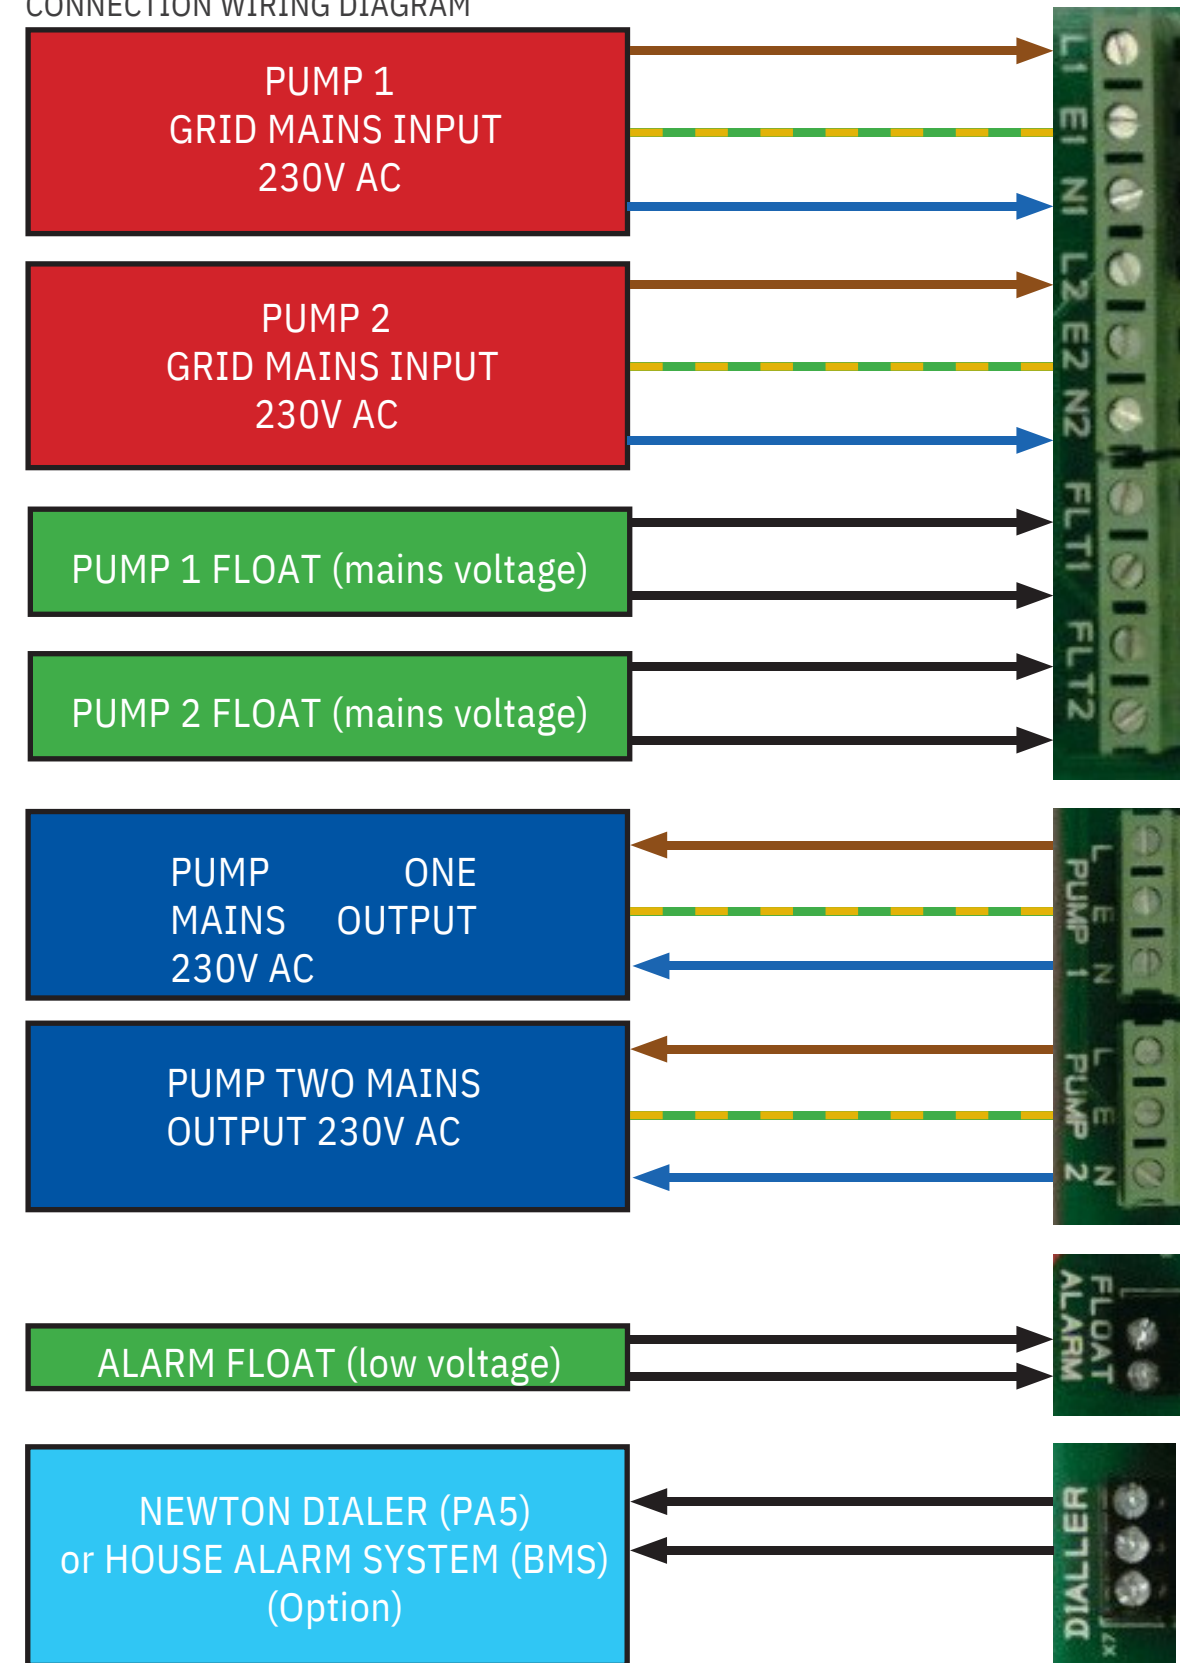 CONNECTION WIRING DIAGRAM
PUMP 1
GRID MAINS INPUT
230V AC
L1
E1
N1
PUMP 2
GRID MAINS INPUT
230V AC
L2
E2
N2
PUMP 1 FLOAT (mains voltage)
FLT1
PUMP 2 FLOAT (mains voltage)
FLT2
PUMP ONE
MAINS OUTPUT
230V AC
L E N
PUMP 1
PUMP TWO MAINS
OUTPUT 230V AC
L E N
PUMP 2
ALARM FLOAT (low voltage)
FLOAT
ALARM
NEWTON DIALER (PA5)
or HOUSE ALARM SYSTEM (BMS)
(Option)
DIALLER
X7